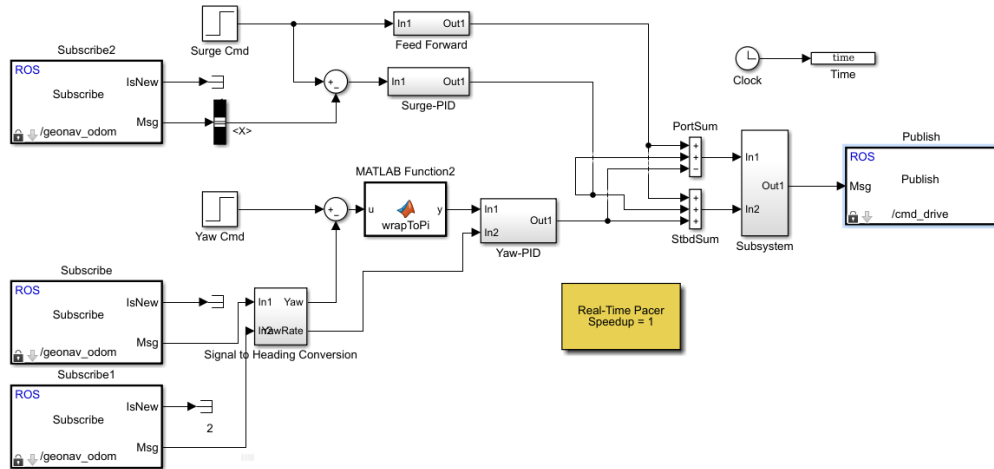 Surge Cmd
In1
Out1
Feed Forward
Subscribe2
ROS
Subscribe
IsNew
Msg
/geonav_odom
<X>
+
In1
Out1
Surge-PID
Clock
time
Time
Yaw Cmd
+
MATLAB Function2
u
y
wrapToPi
In1
In2
Out1
Yaw-PID
PortSum
+
+
−
+
+
+
StbdSum
In1
In2
Out1
Subsystem
Publish
ROS
Msg
Publish
/cmd_drive
Subscribe
ROS
Subscribe
IsNew
Msg
/geonav_odom
In1
Yaw
YawRate
Signal to Heading Conversion
Real-Time Pacer
Speedup = 1
Subscribe1
ROS
Subscribe
IsNew
2
Msg
/geonav_odom